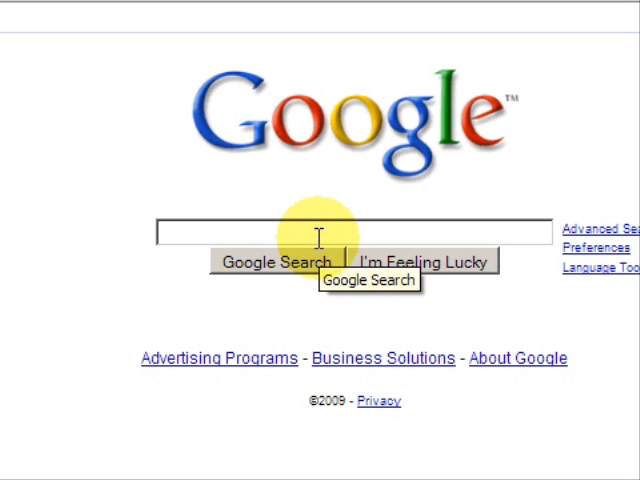 Google™
Advanced Sea
Preferences
Language Too
Google Search
I'm Feeling Lucky
Google Search
Advertising Programs - Business Solutions - About Google
©2009 - Privacy